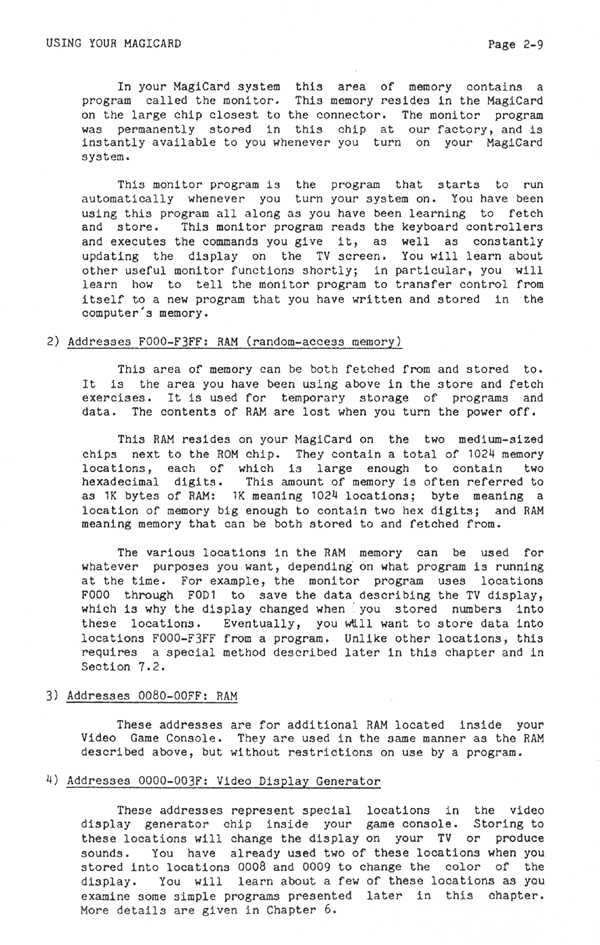 USING YOUR MAGICARD Page 2-9
In your MagiCard system this area of memory contains a
program called the monitor. This memory resides in the MagiCard
on the large chip closest to the connector. The monitor program
was permanently stored in this chip at our factory, and is
instantly available to you whenever you turn on your MagiCard
system.
This monitor program is the program that starts to run
automatically whenever you turn your system on. You have been
using this program all along as you have been learning to fetch
and store. This monitor program reads the keyboard controllers
and executes the commands you give it, as well as constantly
updating the display on the TV screen. You will learn about
other useful monitor functions shortly; in particular, you will
learn how to tell the monitor program to transfer control from
itself to a new program that you have written and stored in the
computer's memory.
2) Addresses F000-F3FF: RAM (random-access memory)
This area of memory can be both fetched from and stored to.
It is the area you have been using above in the store and fetch
exercises. It is used for temporary storage of programs and
data. The contents of RAM are lost when you turn the power off.
This RAM resides on your MagiCard on the two medium-sized
chips next to the ROM chip. They contain a total of 1024 memory
locations, each of which is large enough to contain two
hexadecimal digits. This amount of memory is often referred to
as 1K bytes of RAM: 1K meaning 1024 locations; byte meaning a
location of memory big enough to contain two hex digits; and RAM
meaning memory that can be both stored to and fetched from.
The various locations in the RAM memory can be used for
whatever purposes you want, depending on what program is running
at the time. For example, the monitor program uses locations
F000 through F0D1 to save the data describing the TV display,
which is why the display changed when you stored numbers into
these locations. Eventually, you will want to store data into
locations F000-F3FF from a program. Unlike other locations, this
requires a special method described later in this chapter and in
Section 7.2.
3) Addresses 0080-00FF: RAM
These addresses are for additional RAM located inside your
Video Game Console. They are used in the same manner as the RAM
described above, but without restrictions on use by a program.
4) Addresses 0000-003F: Video Display Generator
These addresses represent special locations in the video
display generator chip inside your game console. Storing to
these locations will change the display on your TV or produce
sounds. You have already used two of these locations when you
stored into locations 0008 and 0009 to change the color of the
display. You will learn about a few of these locations as you
examine some simple programs presented later in this chapter.
More details are given in Chapter 6.